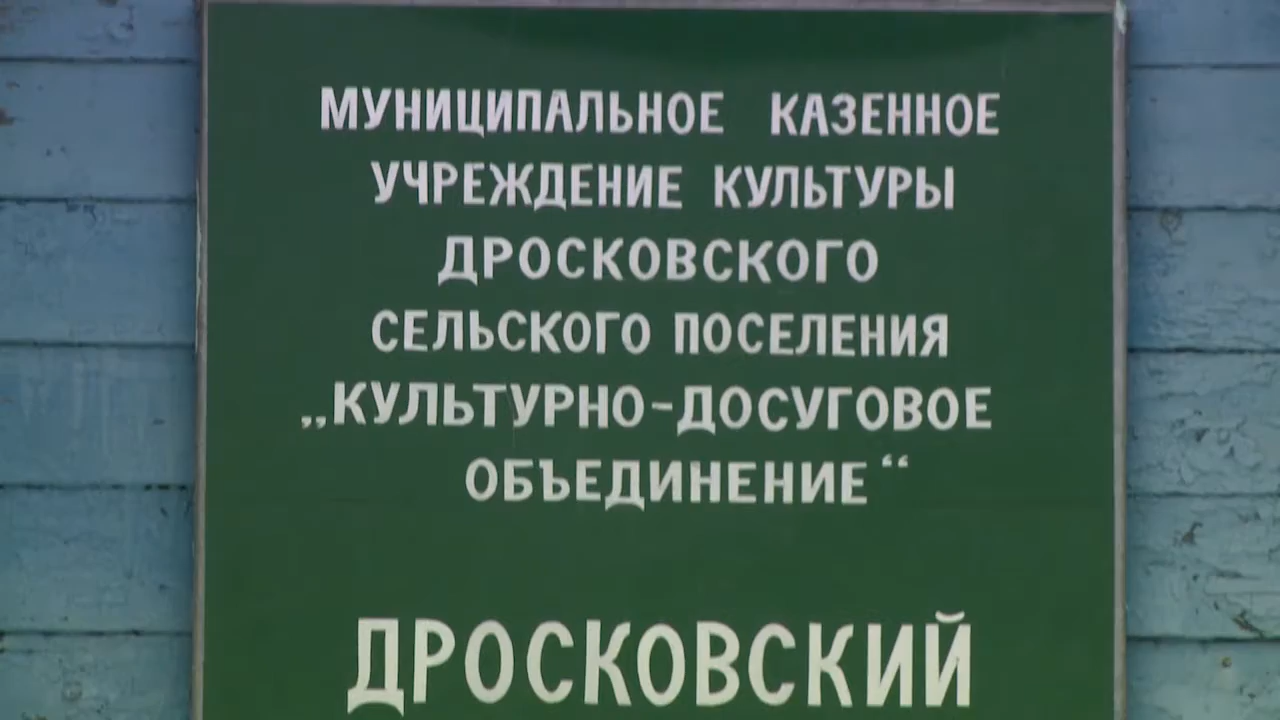 МУНИЦИПАЛЬНОЕ КАЗЕННОЕ
УЧРЕЖДЕНИЕ КУЛЬТУРЫ
ДРОСКОВСКОГО
СЕЛЬСКОГО ПОСЕЛЕНИЯ
„КУЛЬТУРНО-ДОСУГОВОЕ
ОБЪЕДИНЕНИЕ“
ДРОСКОВСКИЙ